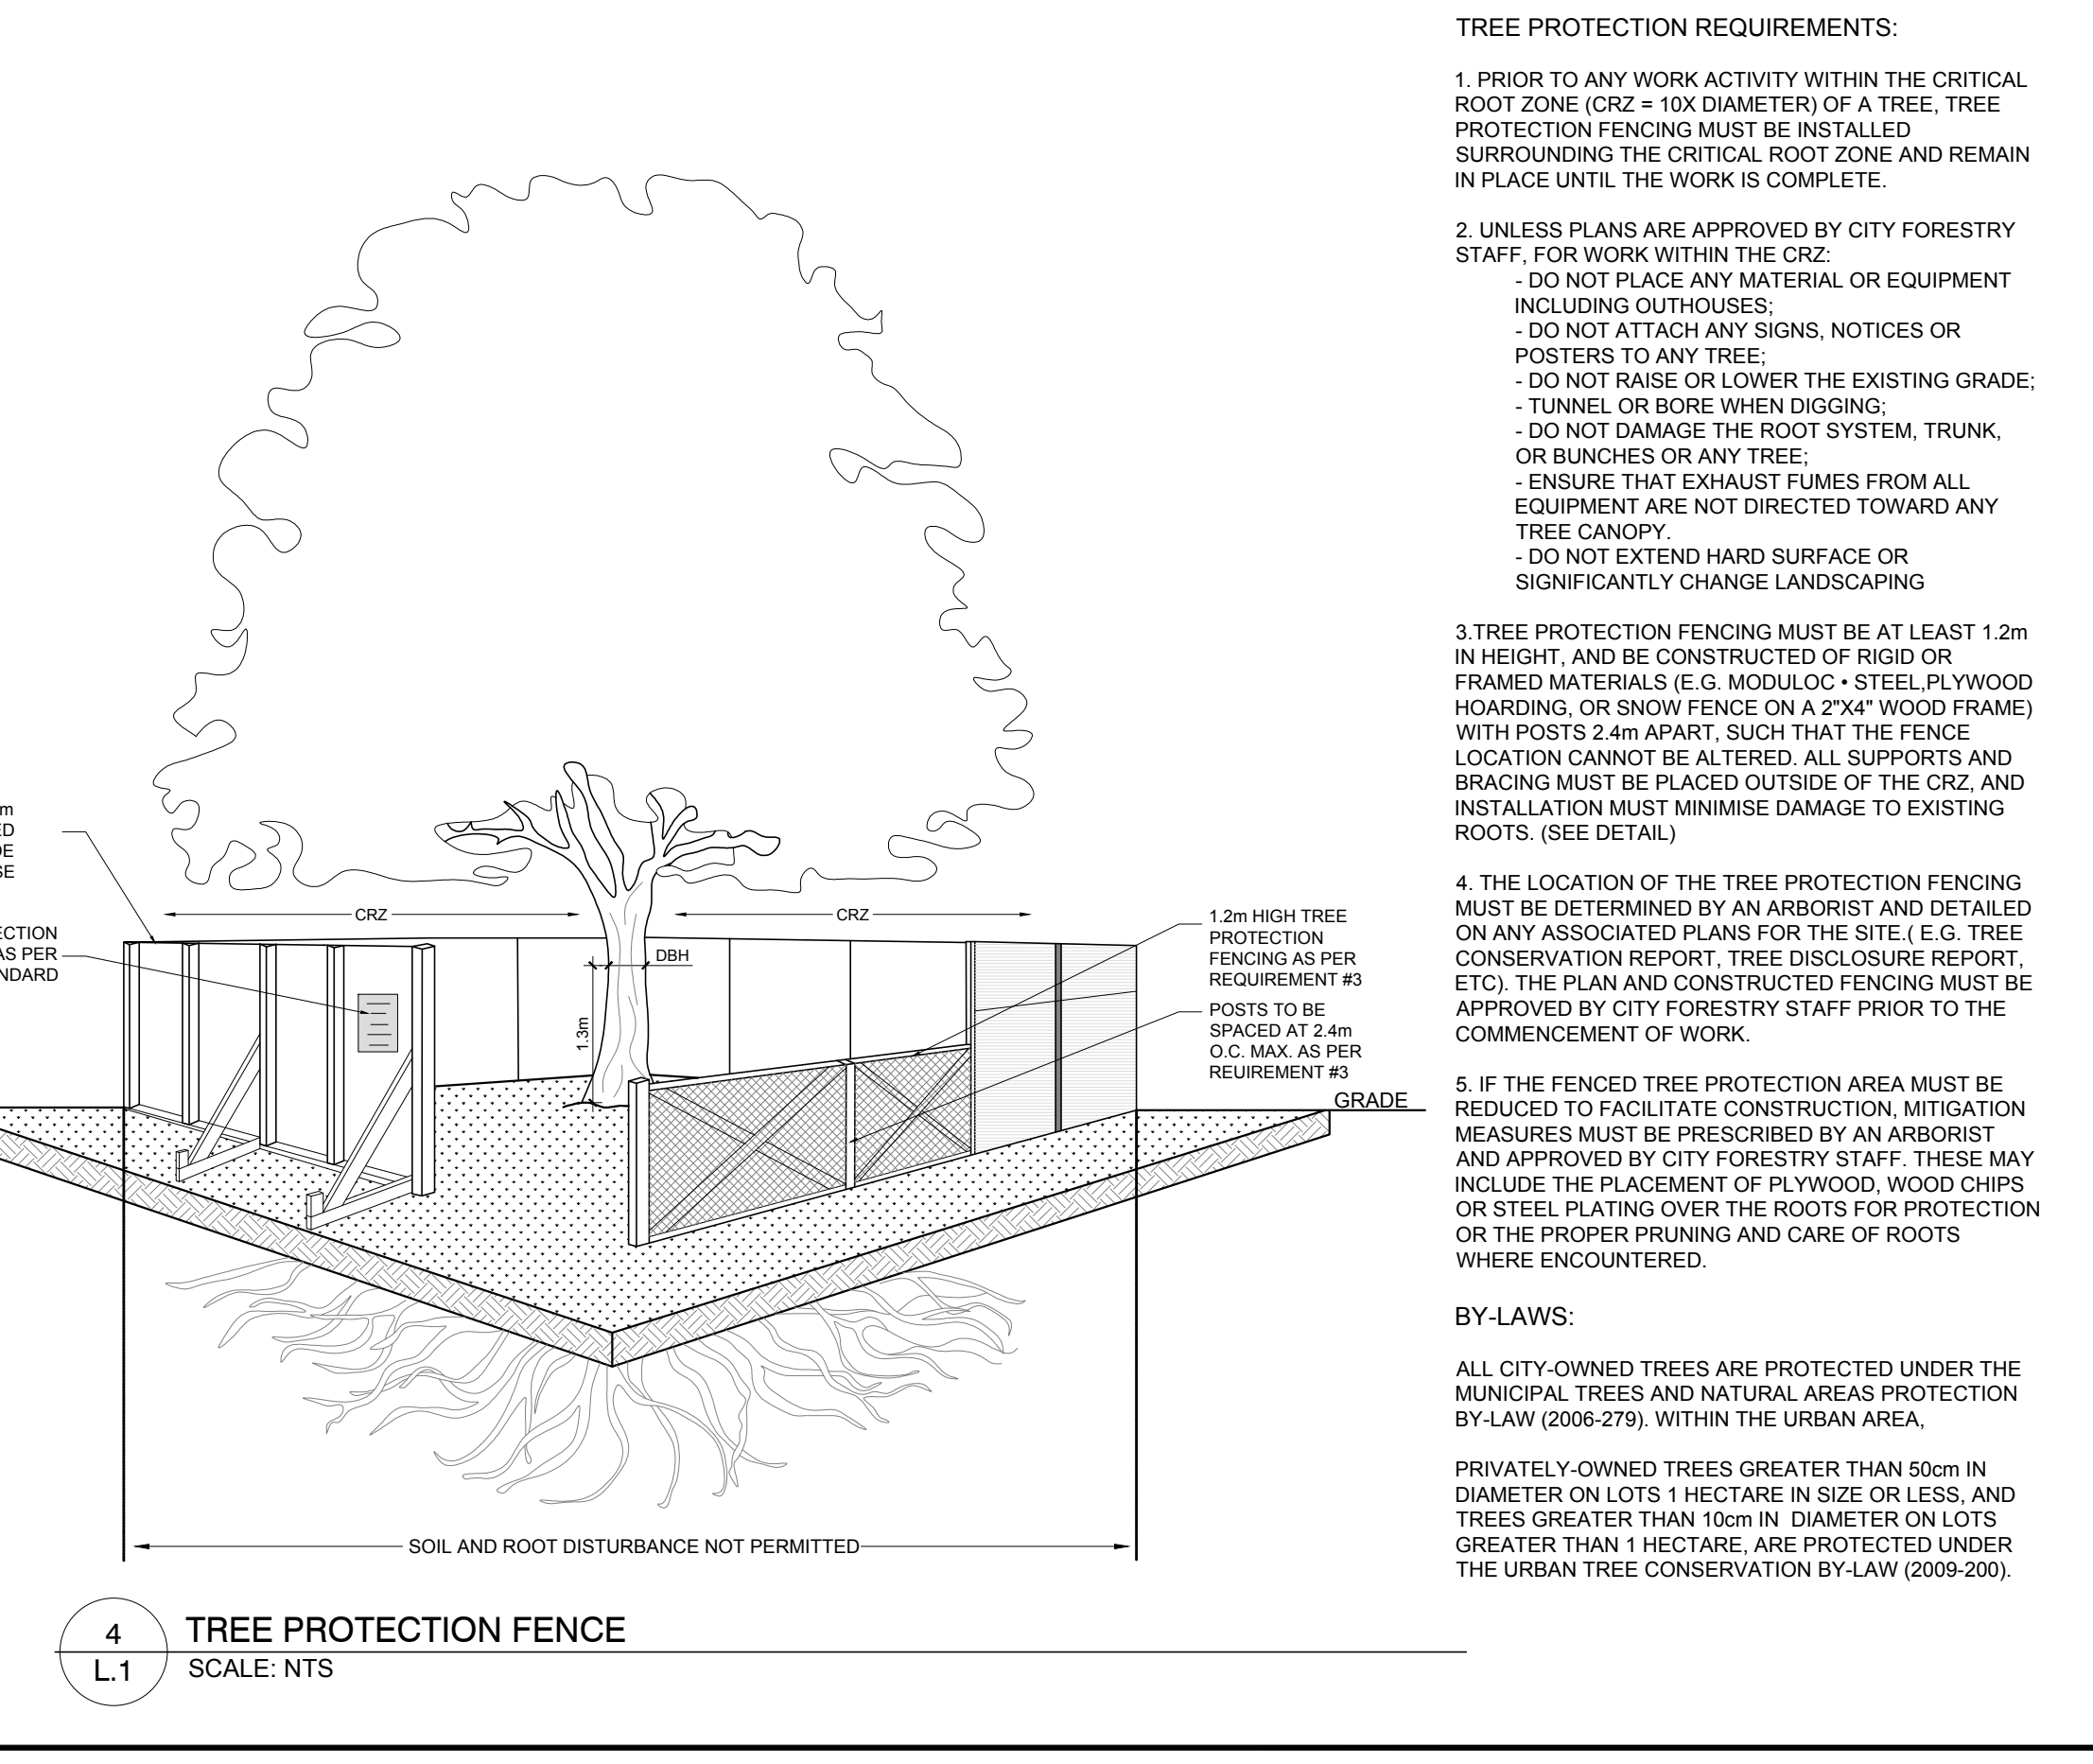 TREE PROTECTION REQUIREMENTS:
1. PRIOR TO ANY WORK ACTIVITY WITHIN THE CRITICAL
ROOT ZONE (CRZ = 10X DIAMETER) OF A TREE, TREE
PROTECTION FENCING MUST BE INSTALLED
SURROUNDING THE CRITICAL ROOT ZONE AND REMAIN
IN PLACE UNTIL THE WORK IS COMPLETE.
2. UNLESS PLANS ARE APPROVED BY CITY FORESTRY
STAFF, FOR WORK WITHIN THE CRZ:
- DO NOT PLACE ANY MATERIAL OR EQUIPMENT
INCLUDING OUTHOUSES;
- DO NOT ATTACH ANY SIGNS, NOTICES OR
POSTERS TO ANY TREE;
- DO NOT RAISE OR LOWER THE EXISTING GRADE;
- TUNNEL OR BORE WHEN DIGGING;
- DO NOT DAMAGE THE ROOT SYSTEM, TRUNK,
OR BUNCHES OR ANY TREE;
- ENSURE THAT EXHAUST FUMES FROM ALL
EQUIPMENT ARE NOT DIRECTED TOWARD ANY
TREE CANOPY.
- DO NOT EXTEND HARD SURFACE OR
SIGNIFICANTLY CHANGE LANDSCAPING
3.TREE PROTECTION FENCING MUST BE AT LEAST 1.2m
IN HEIGHT, AND BE CONSTRUCTED OF RIGID OR
FRAMED MATERIALS (E.G. MODULOC • STEEL,PLYWOOD
HOARDING, OR SNOW FENCE ON A 2"X4" WOOD FRAME)
WITH POSTS 2.4m APART, SUCH THAT THE FENCE
LOCATION CANNOT BE ALTERED. ALL SUPPORTS AND
BRACING MUST BE PLACED OUTSIDE OF THE CRZ, AND
INSTALLATION MUST MINIMISE DAMAGE TO EXISTING
ROOTS. (SEE DETAIL)
4. THE LOCATION OF THE TREE PROTECTION FENCING
MUST BE DETERMINED BY AN ARBORIST AND DETAILED
ON ANY ASSOCIATED PLANS FOR THE SITE.( E.G. TREE
CONSERVATION REPORT, TREE DISCLOSURE REPORT,
ETC). THE PLAN AND CONSTRUCTED FENCING MUST BE
APPROVED BY CITY FORESTRY STAFF PRIOR TO THE
COMMENCEMENT OF WORK.
5. IF THE FENCED TREE PROTECTION AREA MUST BE
REDUCED TO FACILITATE CONSTRUCTION, MITIGATION
MEASURES MUST BE PRESCRIBED BY AN ARBORIST
AND APPROVED BY CITY FORESTRY STAFF. THESE MAY
INCLUDE THE PLACEMENT OF PLYWOOD, WOOD CHIPS
OR STEEL PLATING OVER THE ROOTS FOR PROTECTION
OR THE PROPER PRUNING AND CARE OF ROOTS
WHERE ENCOUNTERED.
BY-LAWS:
ALL CITY-OWNED TREES ARE PROTECTED UNDER THE
MUNICIPAL TREES AND NATURAL AREAS PROTECTION
BY-LAW (2006-279). WITHIN THE URBAN AREA,
PRIVATELY-OWNED TREES GREATER THAN 50cm IN
DIAMETER ON LOTS 1 HECTARE IN SIZE OR LESS, AND
TREES GREATER THAN 10cm IN DIAMETER ON LOTS
GREATER THAN 1 HECTARE, ARE PROTECTED UNDER
THE URBAN TREE CONSERVATION BY-LAW (2009-200).
m
ED
DE
SE
ECTION
AS PER
NDARD
CRZ
CRZ
DBH
1.3m
1.2m HIGH TREE
PROTECTION
FENCING AS PER
REQUIREMENT #3
POSTS TO BE
SPACED AT 2.4m
O.C. MAX. AS PER
REUIREMENT #3
GRADE
SOIL AND ROOT DISTURBANCE NOT PERMITTED
4
L.1
TREE PROTECTION FENCE
SCALE: NTS